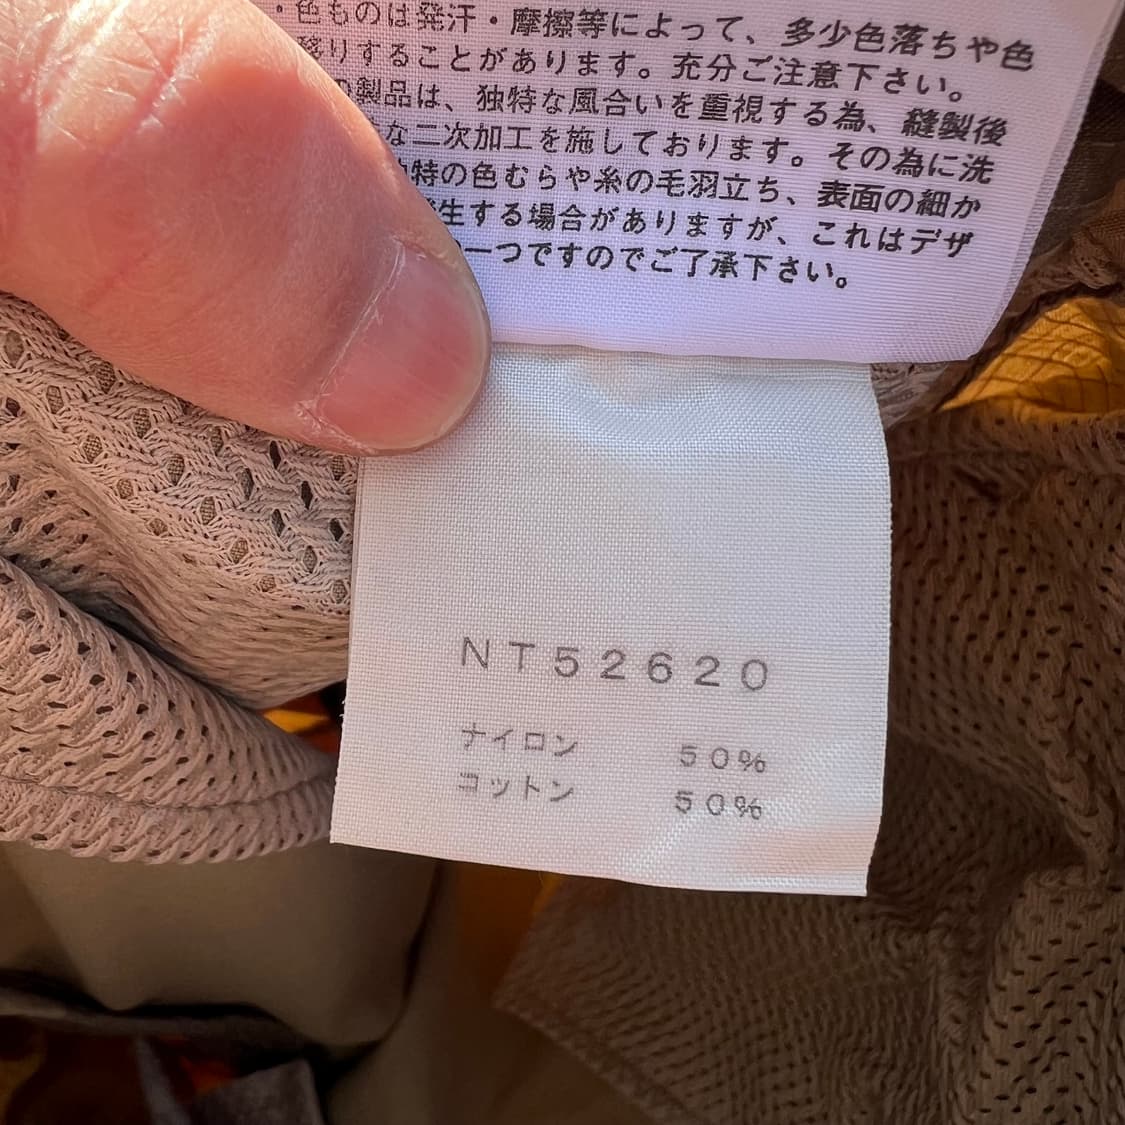 ・色ものは発汗・摩擦等によって、多少色落ちや色
移りすることがあります。充分ご注意下さい。
の製品は、独特な風合いを重視する為、縫製後
な二次加工を施しております。その為に洗
特の色むらや糸の毛羽立ち、表面の細か
生する場合がありますが、これはデザ
の一つですのでご了承下さい。
NT52620
ナイロン 50%
コットン 50%